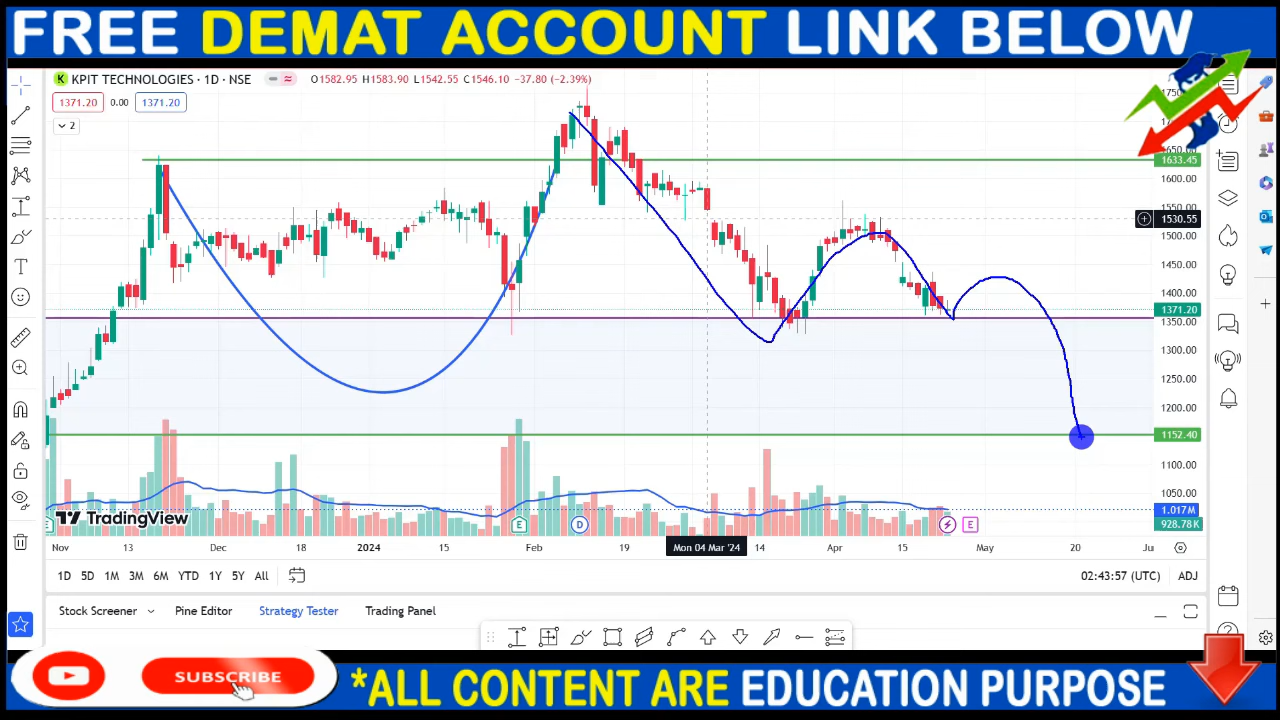 FREE DEMAT ACCOUNT LINK BELOW
K KPIT TECHNOLOGIES · 1D · NSE O1582.95 H1583.90 L1542.55 C1546.10 -37.80 (-2.39%)
1371.20 0.00 1371.20
2
1633.45
1600.00
1530.55
1500.00
1450.00
1400.00
1371.20
1350.00
1300.00
1250.00
1200.00
1152.40
1100.00
1050.00
1.017M
928.78K
E D E
TradingView
Nov 13 Dec 18 2024 15 Feb 19 Mon 04 Mar '24 14 Apr 15 May 20
1D 5D 1M 3M 6M YTD 1Y 5Y All 02:43:57 (UTC) ADJ
Stock Screener Pine Editor Strategy Tester Trading Panel
SUBSCRIBE
*ALL CONTENT ARE EDUCATION PURPOSE